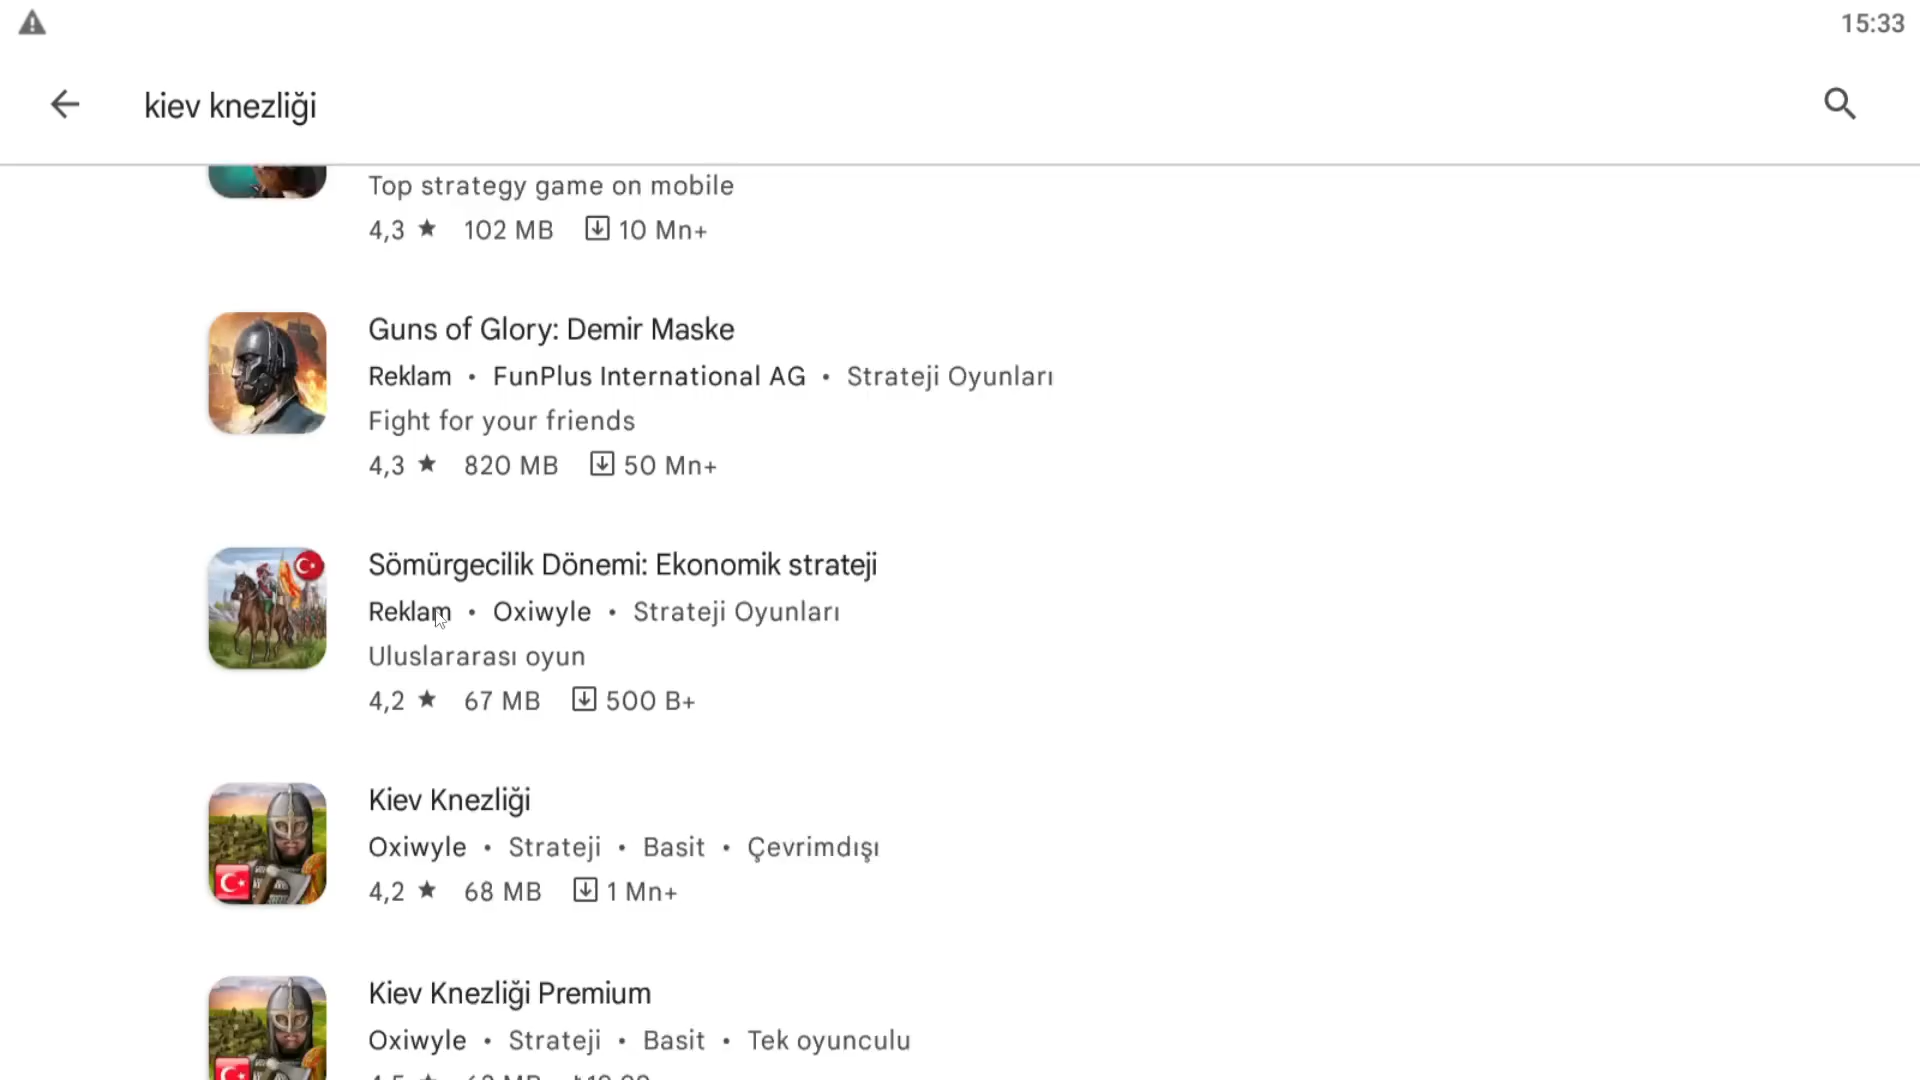 15:33
kiev knezliği
Top strategy game on mobile
4,3 ★ 102 MB 10 Mn+
Guns of Glory: Demir Maske
Reklam • FunPlus International AG • Strateji Oyunları
Fight for your friends
4,3 ★ 820 MB 50 Mn+
Sömürgecilik Dönemi: Ekonomik strateji
Reklam • Oxiwyle • Strateji Oyunları
Uluslararası oyun
4,2 ★ 67 MB 500 B+
Kiev Knezliği
Oxiwyle • Strateji • Basit • Çevrimdışı
4,2 ★ 68 MB 1 Mn+
Kiev Knezliği Premium
Oxiwyle • Strateji • Basit • Tek oyunculu